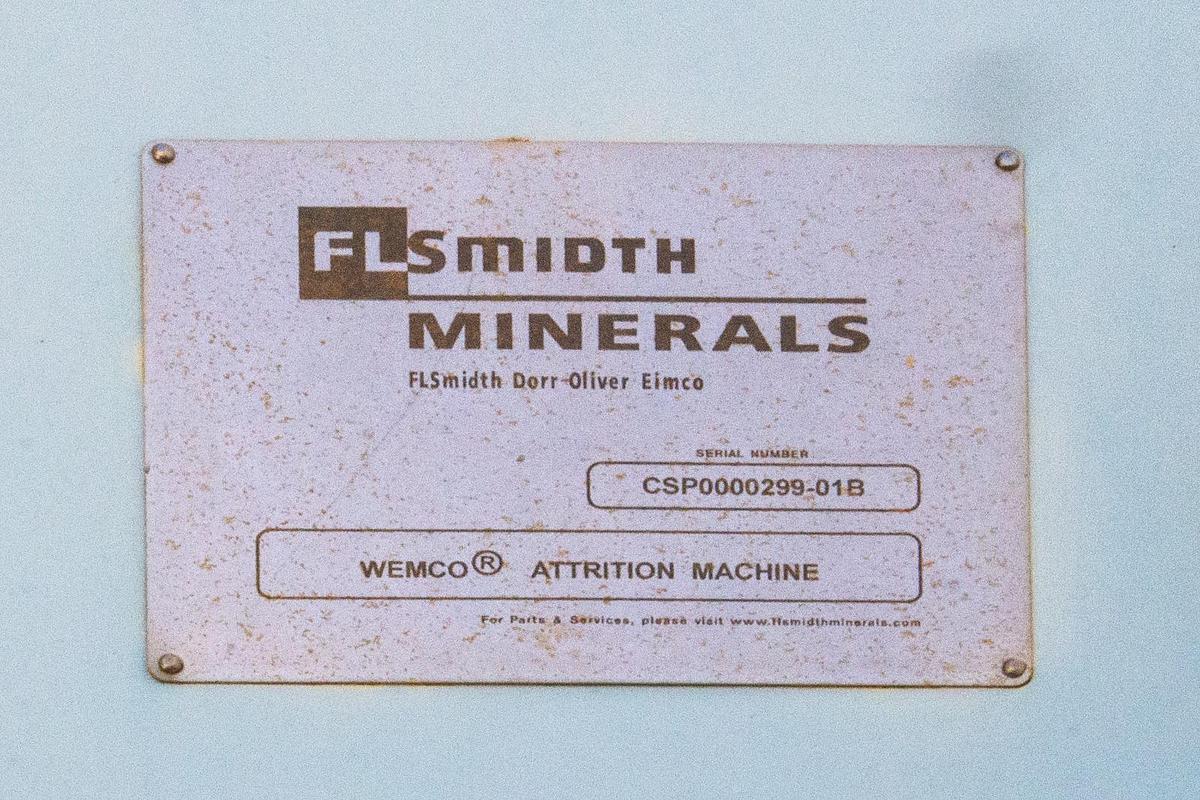 FLSMIDTH
MINERALS
FLSmidth Dorr-Oliver Eimco
SERIAL NUMBER
CSP0000299-01B
WEMCO® ATTRITION MACHINE
For Parts & Services, please visit www.flsmidthminerals.com